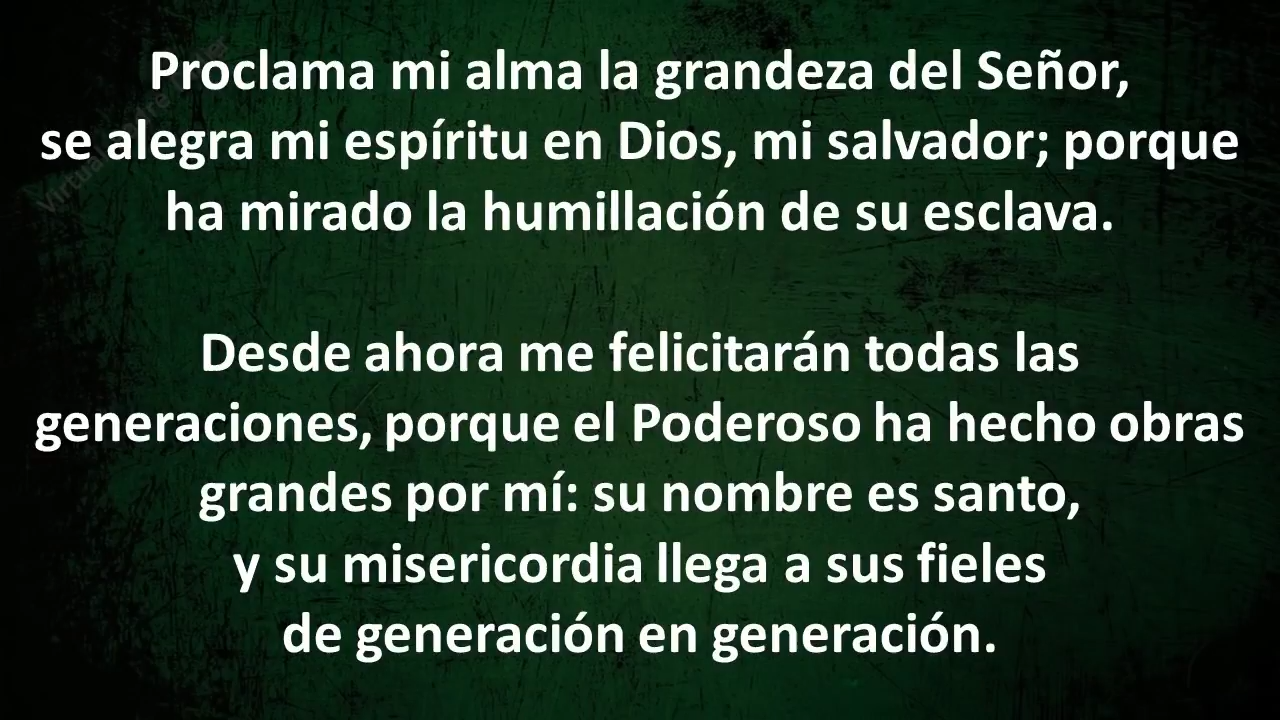 Proclama mi alma la grandeza del Señor,
se alegra mi espíritu en Dios, mi salvador; porque
ha mirado la humillación de su esclava.
Desde ahora me felicitarán todas las
generaciones, porque el Poderoso ha hecho obras
grandes por mí: su nombre es santo,
y su misericordia llega a sus fieles
de generación en generación.